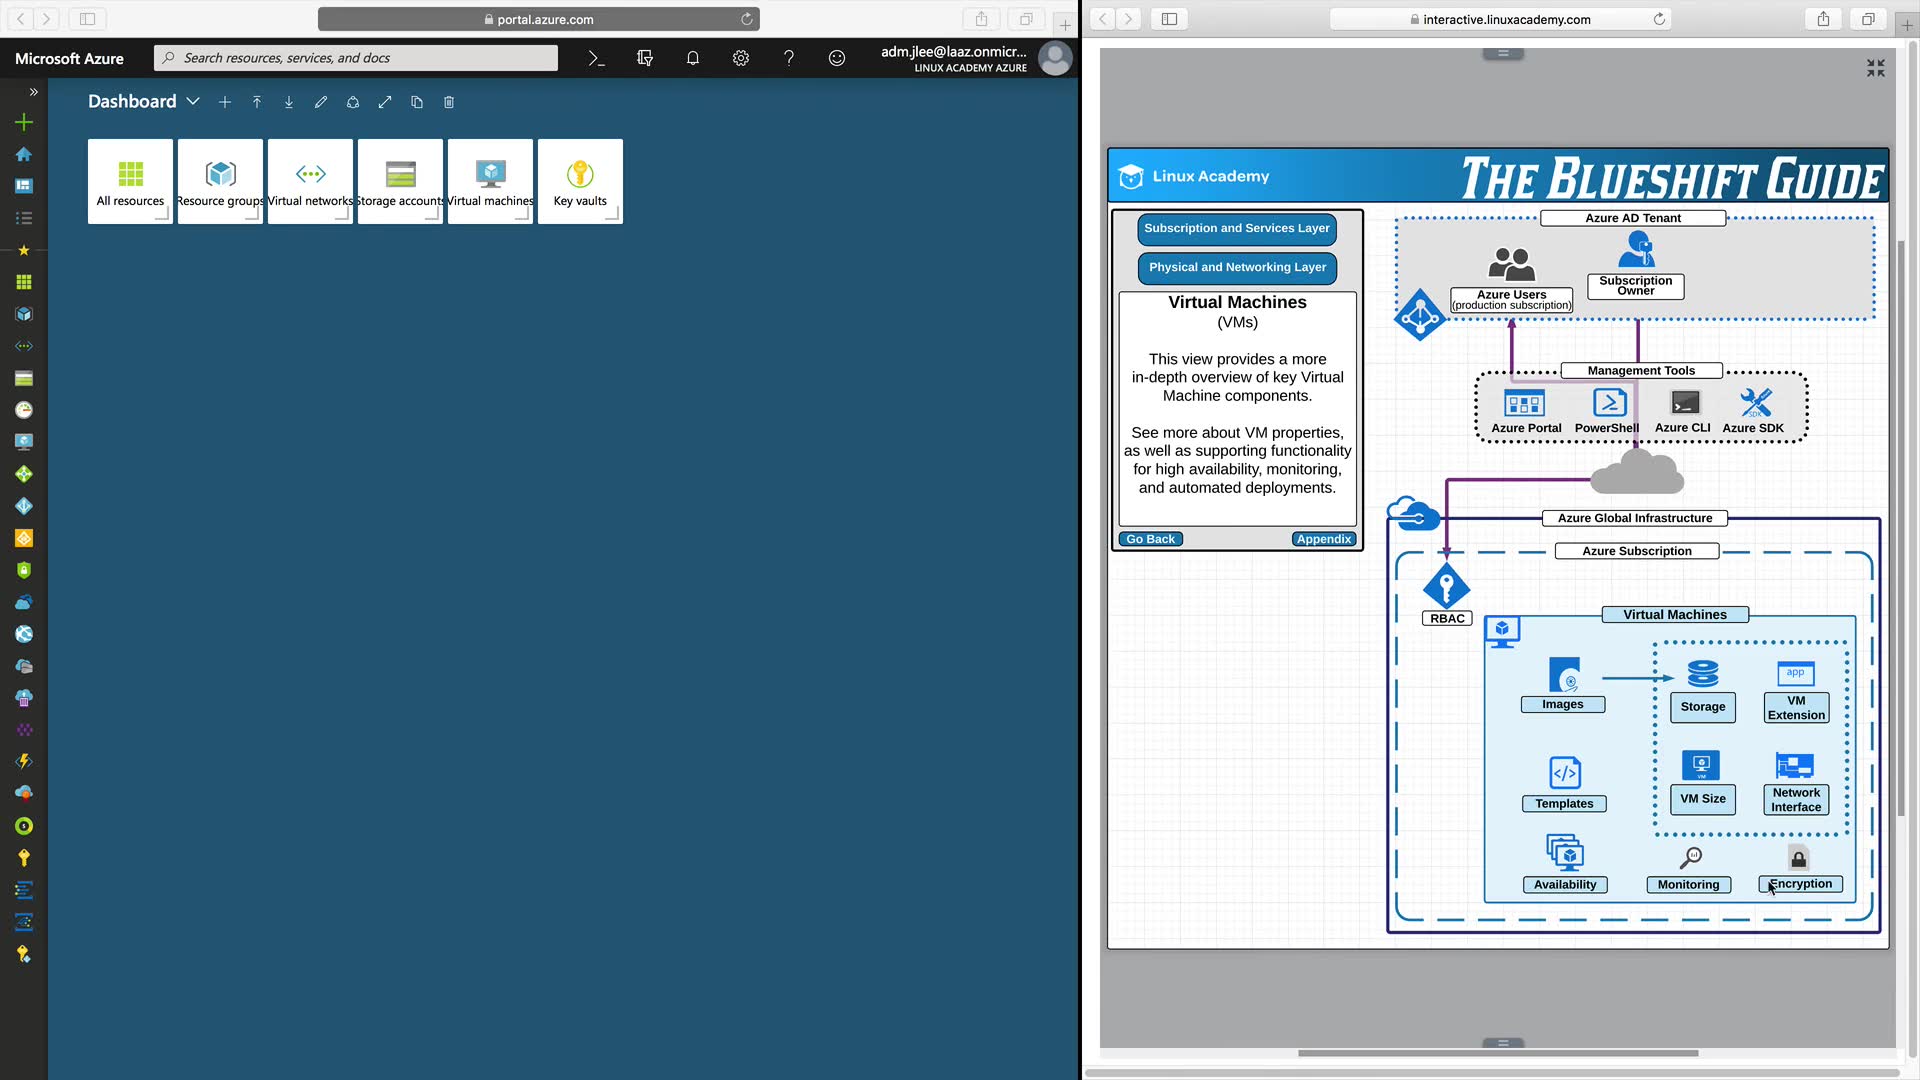 portal.azure.com
Microsoft Azure
Search resources, services, and docs
adm.jlee@laaz.onmicr...
LINUX ACADEMY AZURE
Dashboard
All resources
Resource groups
Virtual networks
Storage accounts
Virtual machines
Key vaults
interactive.linuxacademy.com
Linux Academy
THE BLUESHIFT GUIDE
Subscription and Services Layer
Physical and Networking Layer
Virtual Machines
(VMs)
This view provides a more
in-depth overview of key Virtual
Machine components.
See more about VM properties,
as well as supporting functionality
for high availability, monitoring,
and automated deployments.
Go Back
Appendix
Azure AD Tenant
Azure Users
(production subscription)
Subscription
Owner
Management Tools
Azure Portal
PowerShell
Azure CLI
SDK
Azure SDK
Azure Global Infrastructure
Azure Subscription
RBAC
Virtual Machines
Images
Storage
app
VM
Extension
Templates
VM
VM Size
Network
Interface
Availability
Monitoring
Encryption